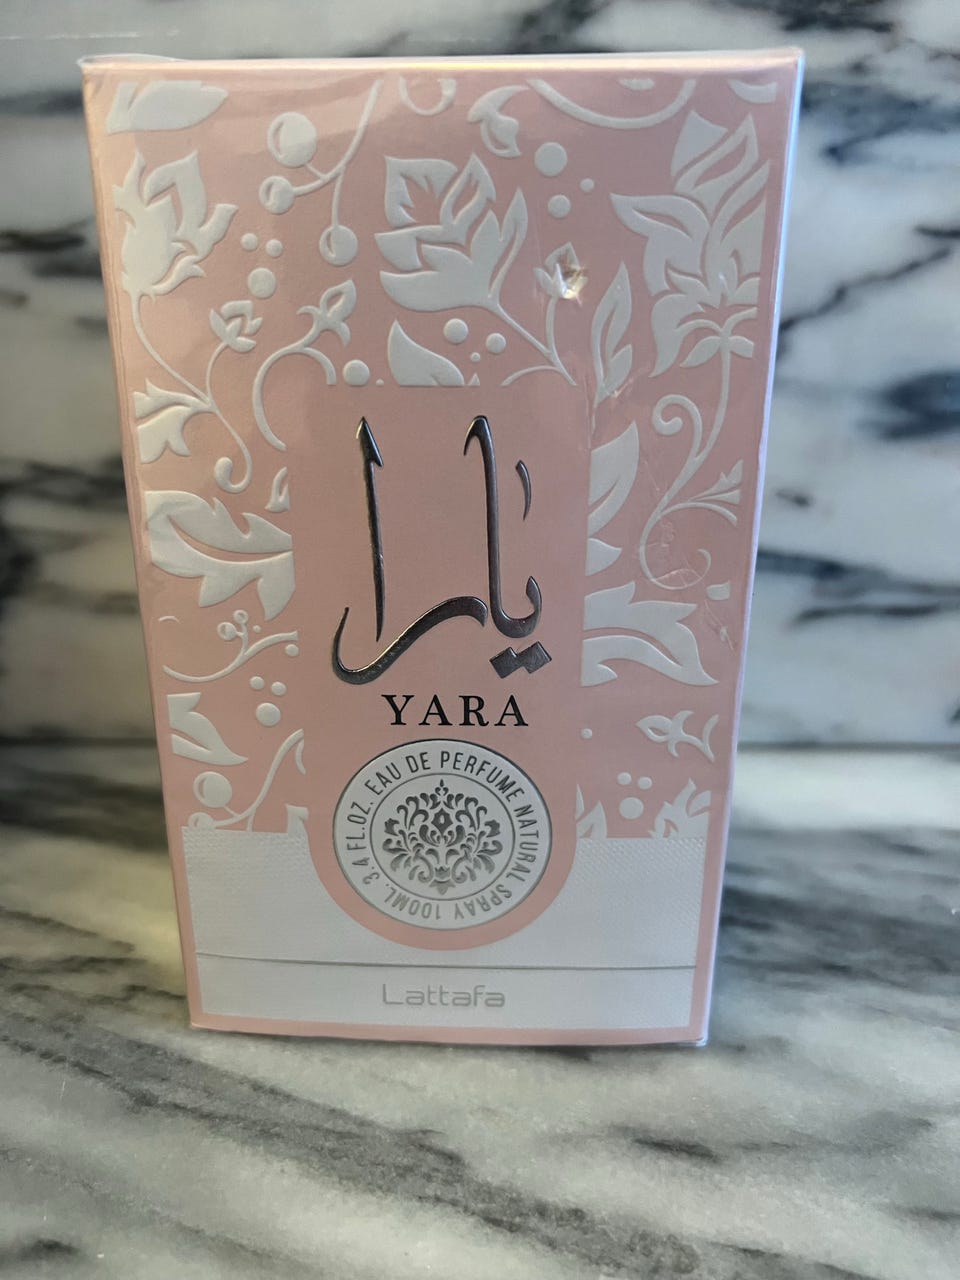 يارا
YARA
EAU DE PERFUME NATURAL SPRAY 100ML. 3.4 FL.OZ.
Lattafa